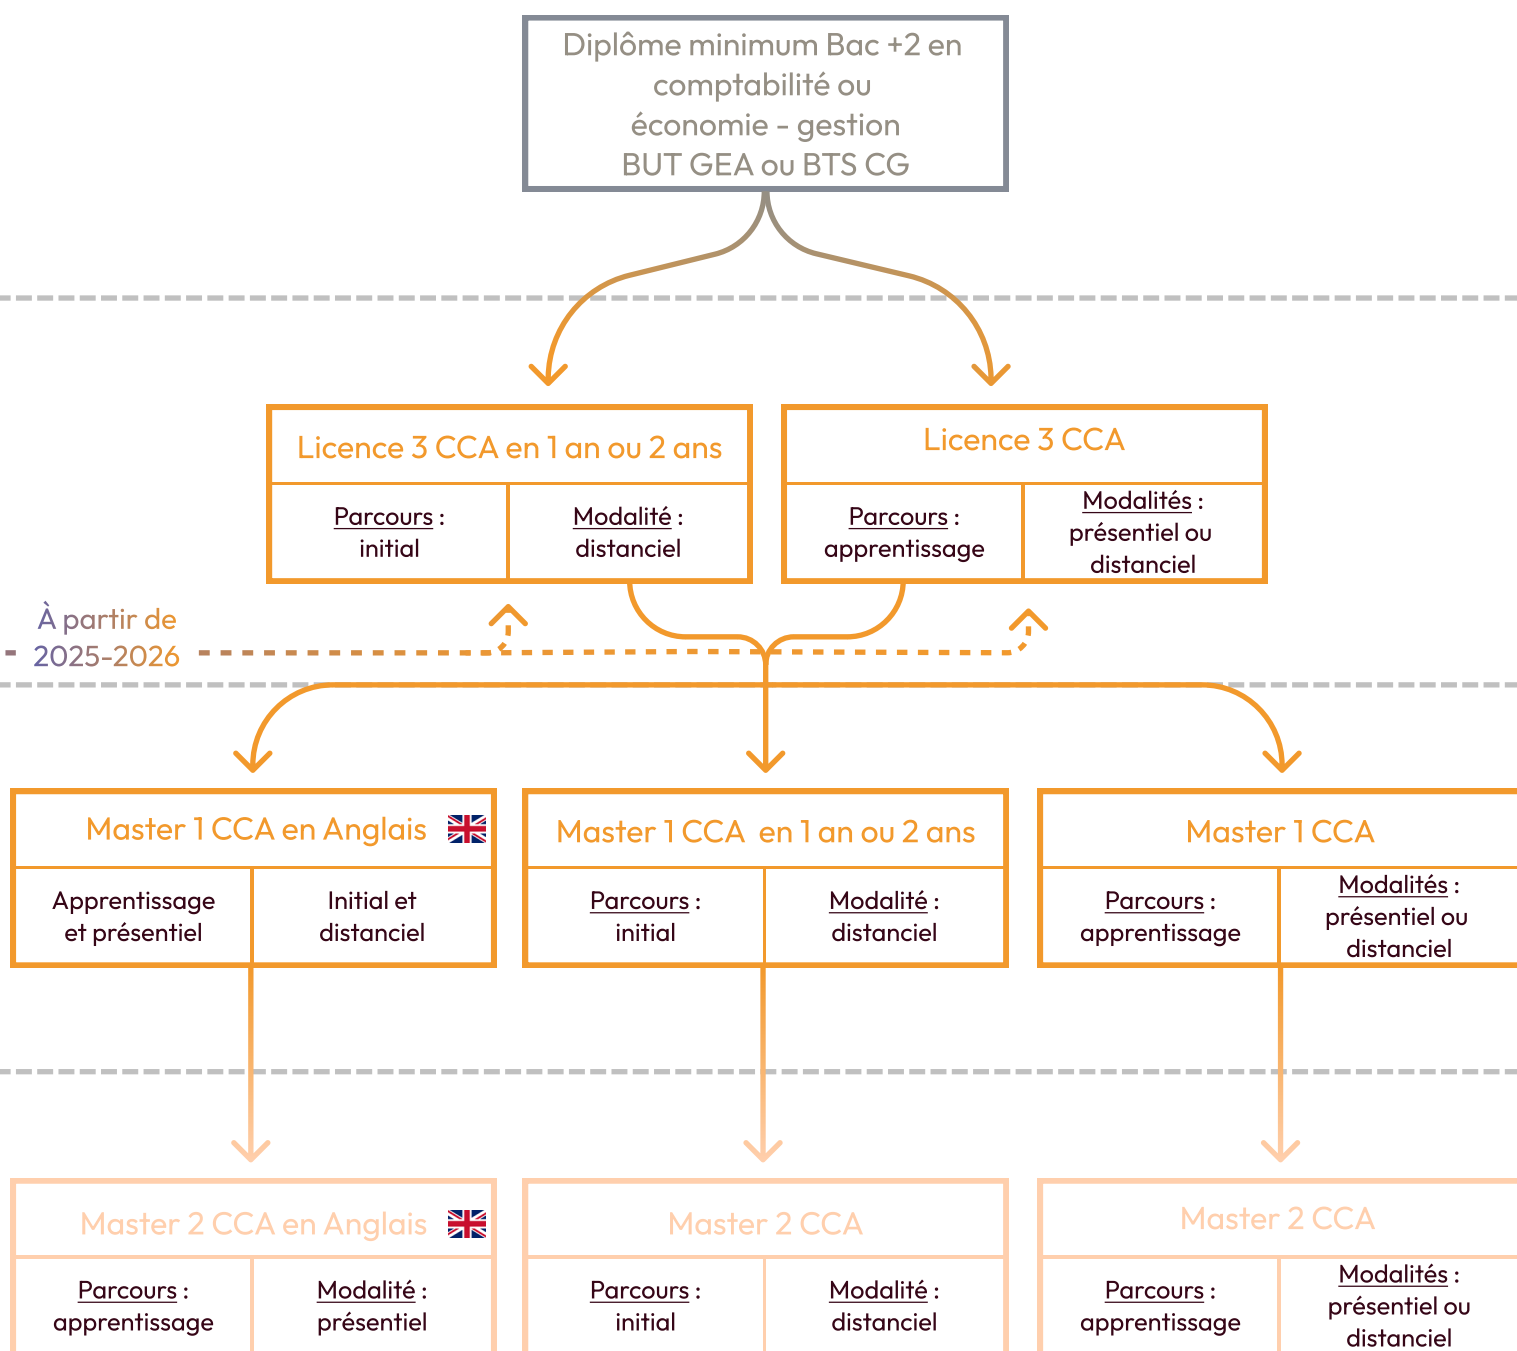 Diplôme minimum Bac +2 en
comptabilité ou
économie - gestion
BUT GEA ou BTS CG
Licence 3 CCA en 1 an ou 2 ans
Parcours :
initial
Modalité :
distanciel
Licence 3 CCA
Parcours :
apprentissage
Modalités :
présentiel ou
distanciel
À partir de
2025-2026
Master 1 CCA en Anglais
Apprentissage
et présentiel
Initial et
distanciel
Master 1 CCA en 1 an ou 2 ans
Parcours :
initial
Modalité :
distanciel
Master 1 CCA
Parcours :
apprentissage
Modalités :
présentiel ou
distanciel
Master 2 CCA en Anglais
Parcours :
apprentissage
Modalité :
présentiel
Master 2 CCA
Parcours :
initial
Modalité :
distanciel
Master 2 CCA
Parcours :
apprentissage
Modalités :
présentiel ou
distanciel